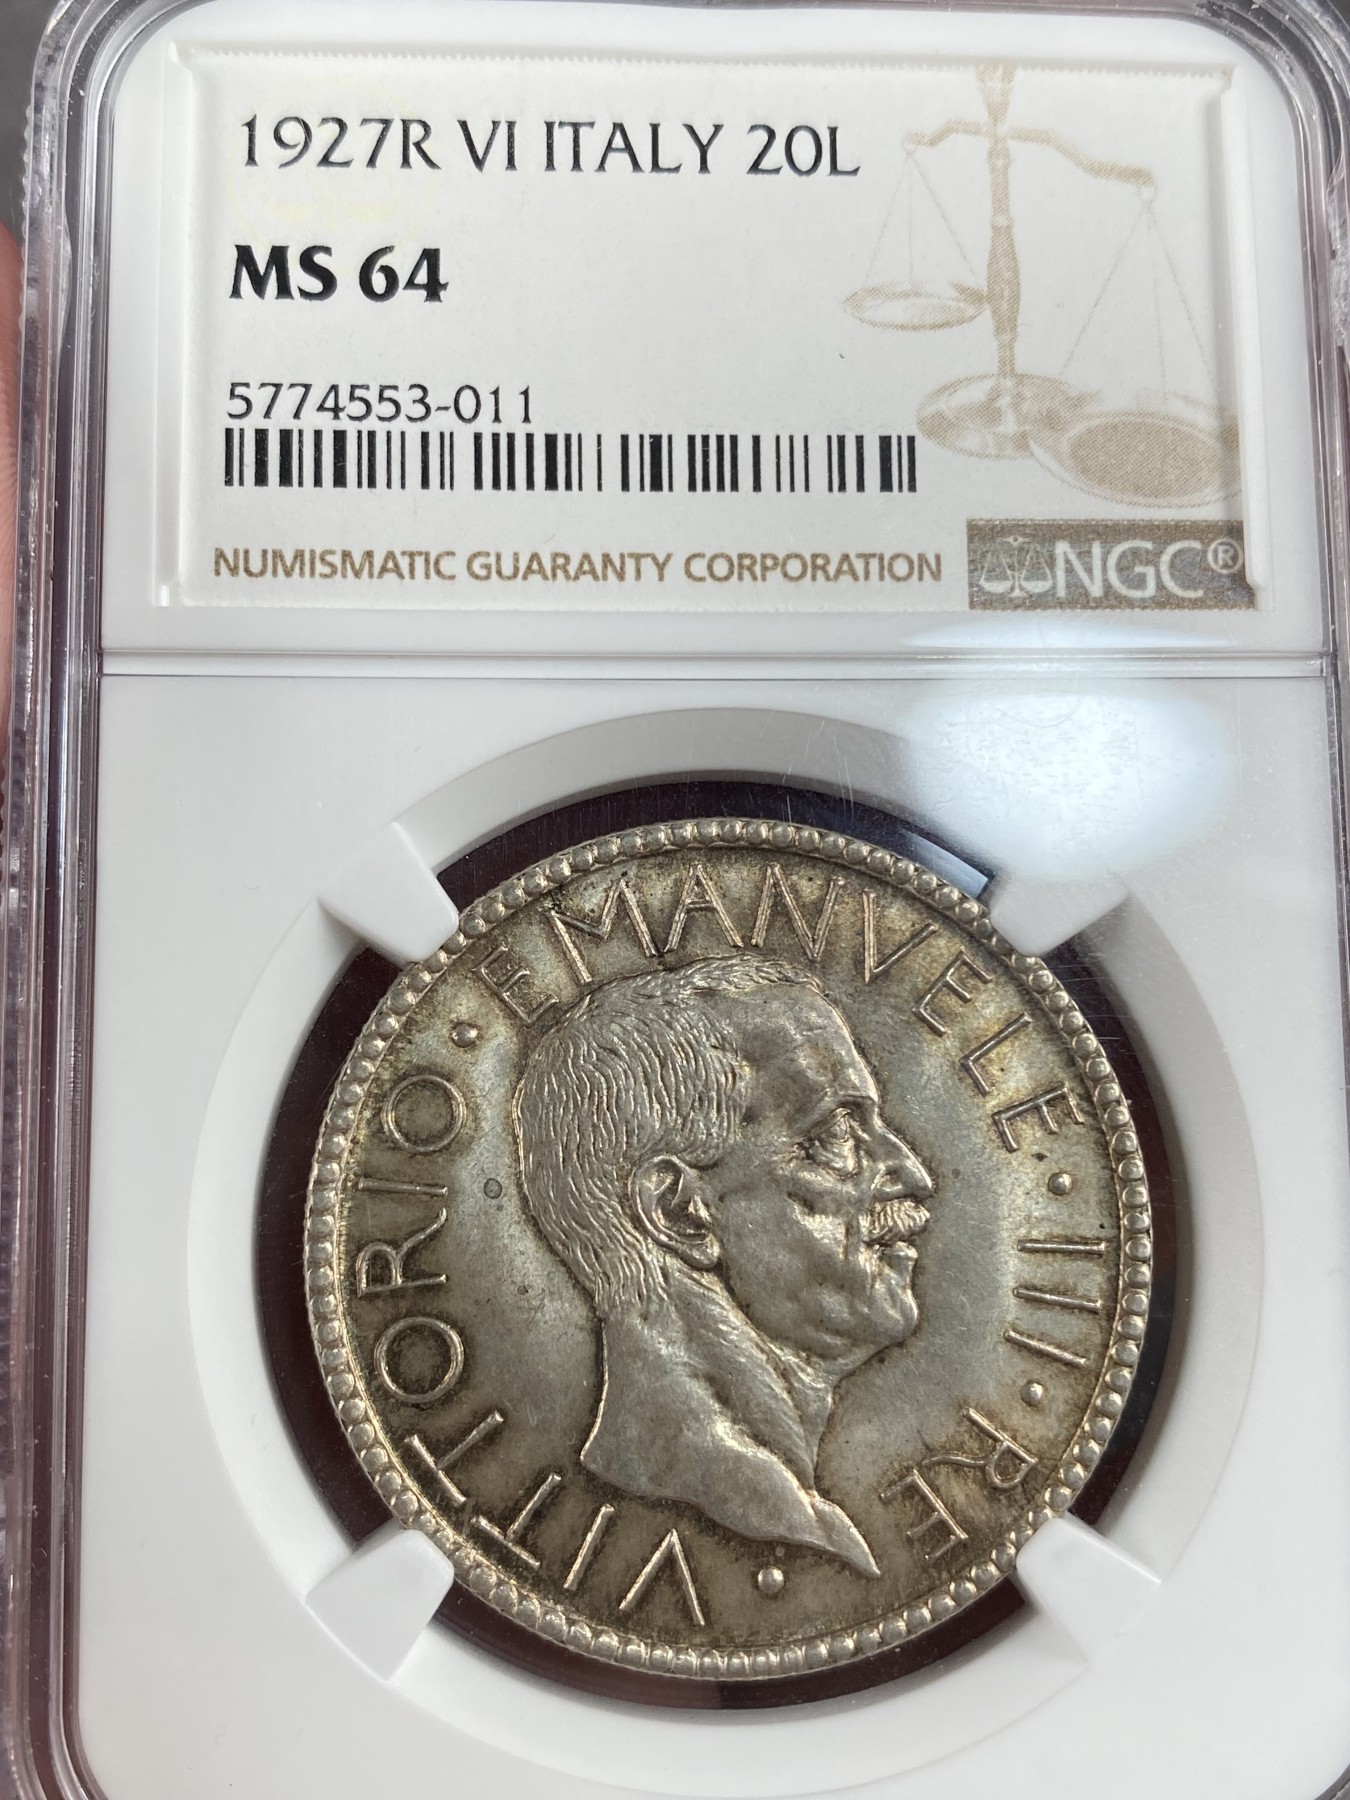 1927R VI ITALY 20L
MS 64
5774553-011
NUMISMATIC GUARANTY CORPORATION
NGC®
VITTORIO · EMANVELE · III · RE ·